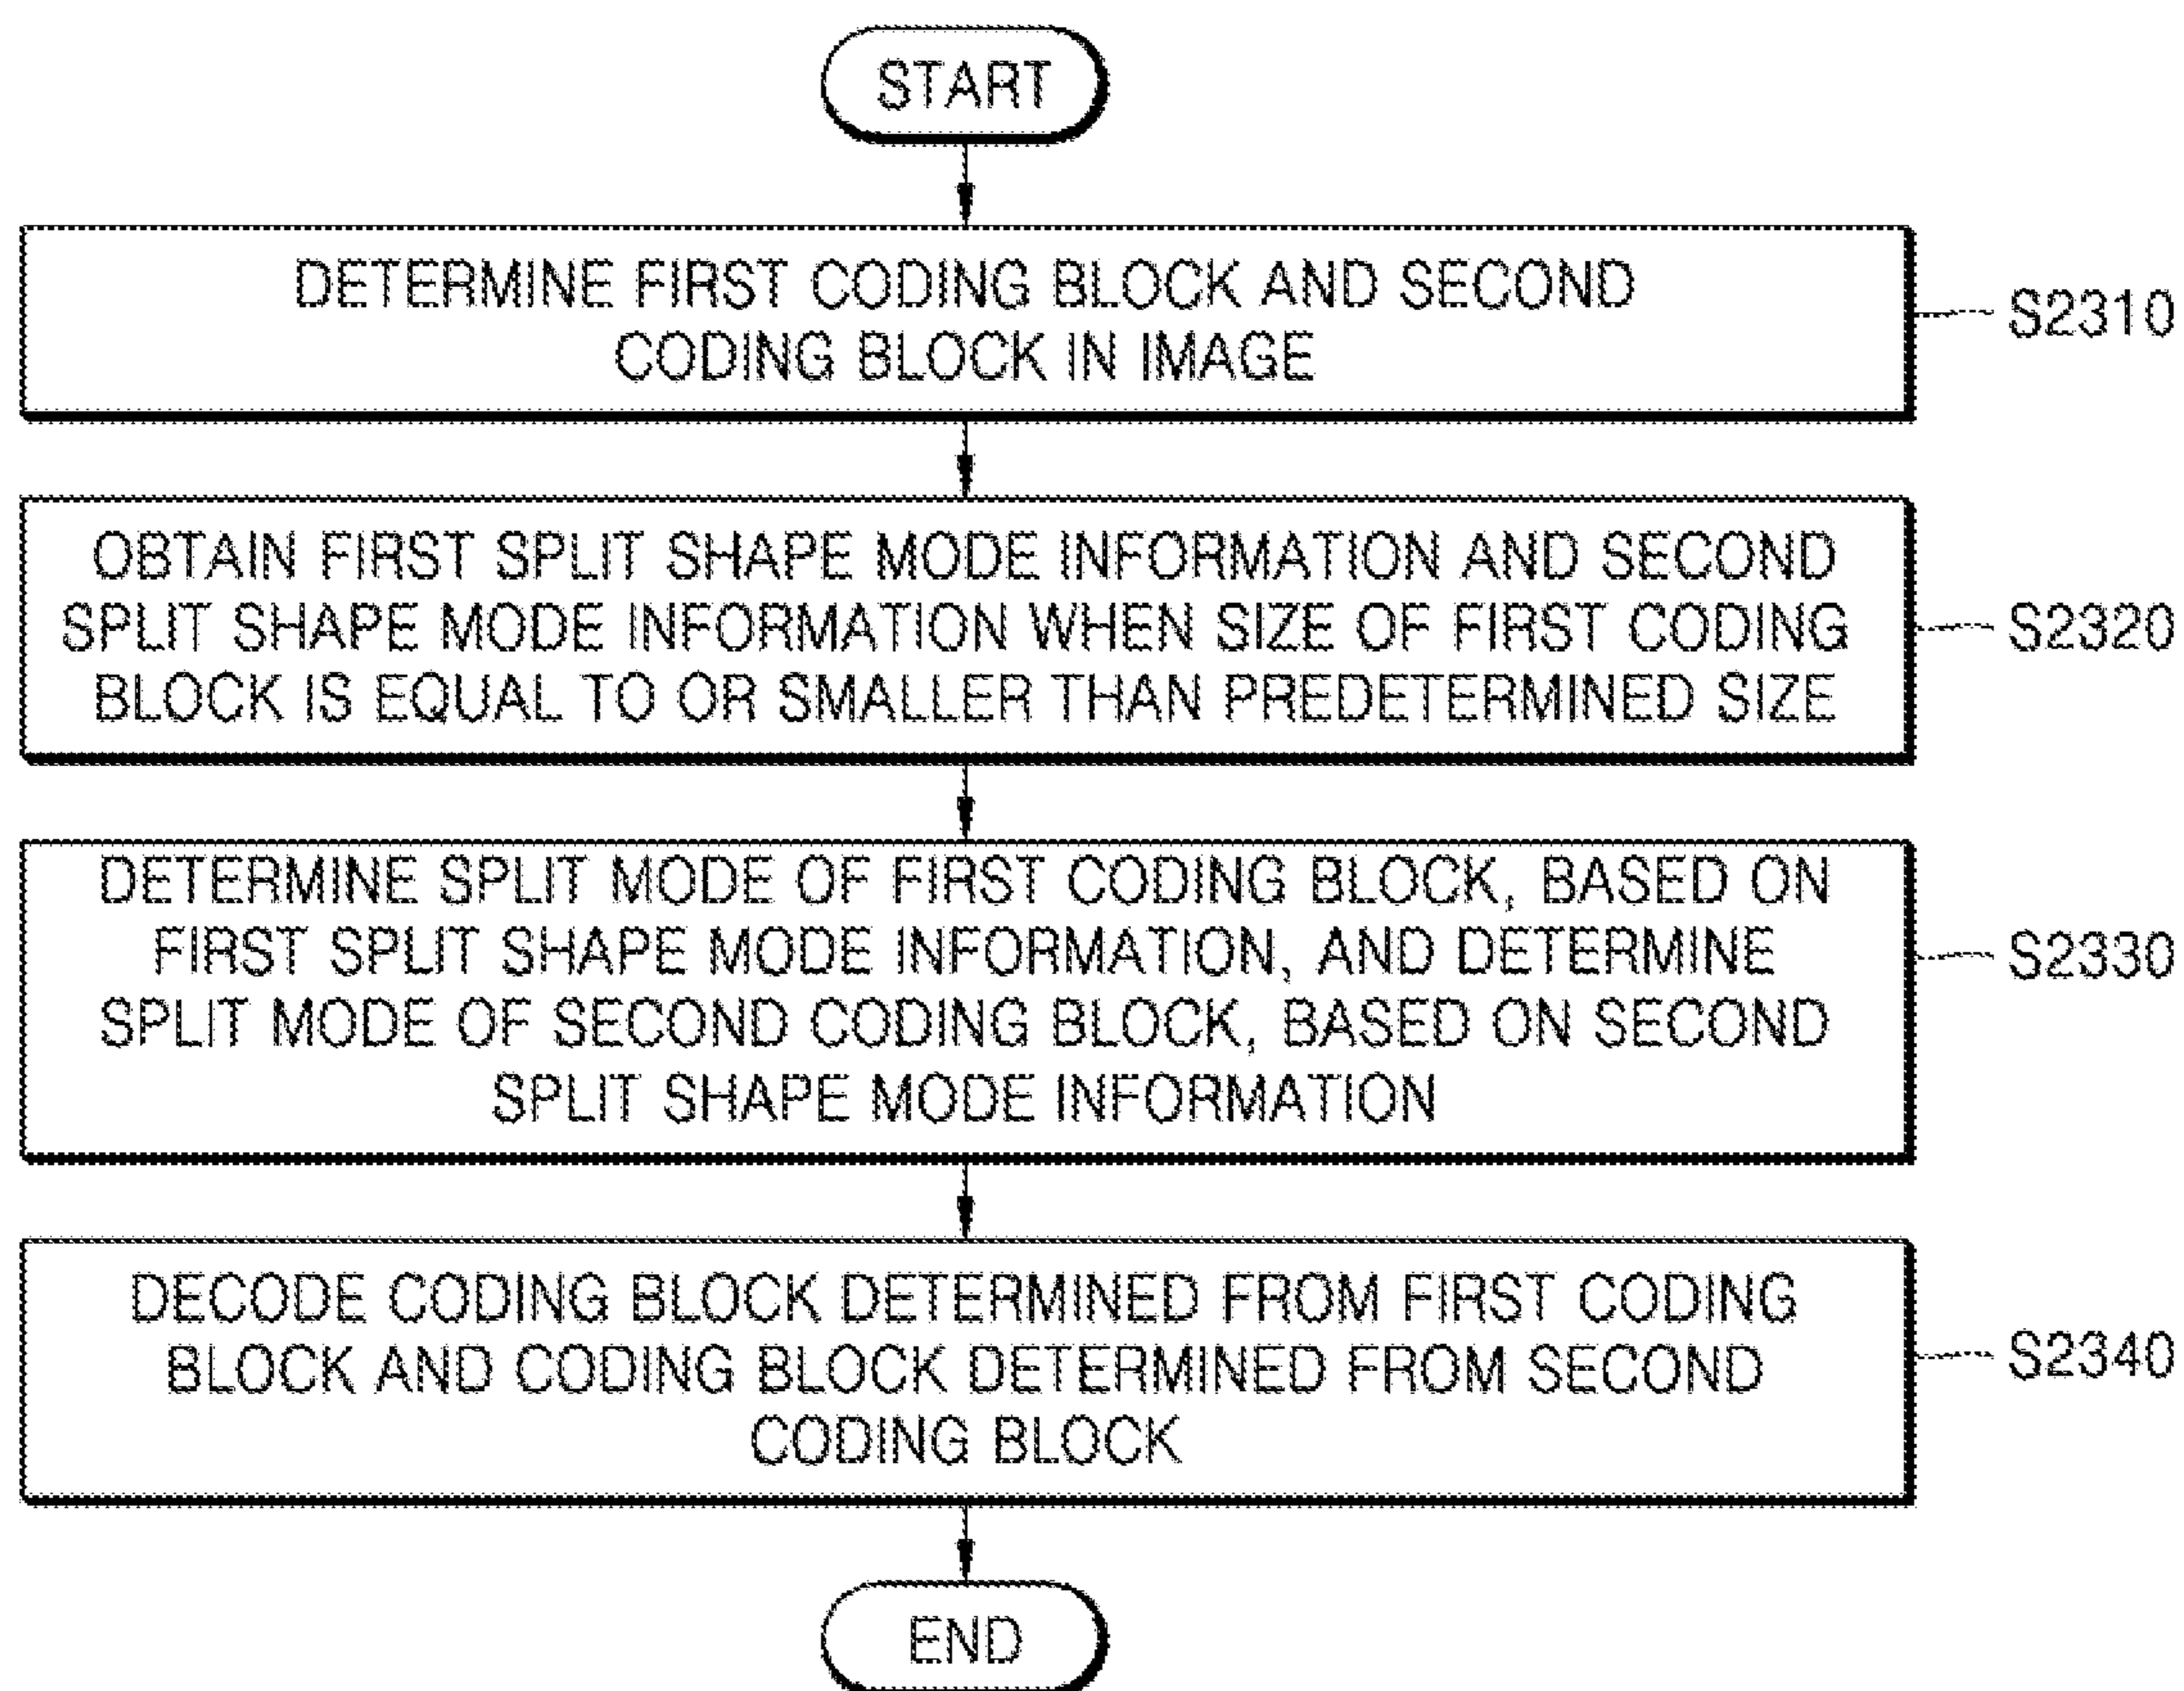 START
DETERMINE FIRST CODING BLOCK AND SECOND
CODING BLOCK IN IMAGE
S2310
OBTAIN FIRST SPLIT SHAPE MODE INFORMATION AND SECOND
SPLIT SHAPE MODE INFORMATION WHEN SIZE OF FIRST CODING
BLOCK IS EQUAL TO OR SMALLER THAN PREDETERMINED SIZE
S2320
DETERMINE SPLIT MODE OF FIRST CODING BLOCK, BASED ON
FIRST SPLIT SHAPE MODE INFORMATION, AND DETERMINE
SPLIT MODE OF SECOND CODING BLOCK, BASED ON SECOND
SPLIT SHAPE MODE INFORMATION
S2330
DECODE CODING BLOCK DETERMINED FROM FIRST CODING
BLOCK AND CODING BLOCK DETERMINED FROM SECOND
CODING BLOCK
S2340
END